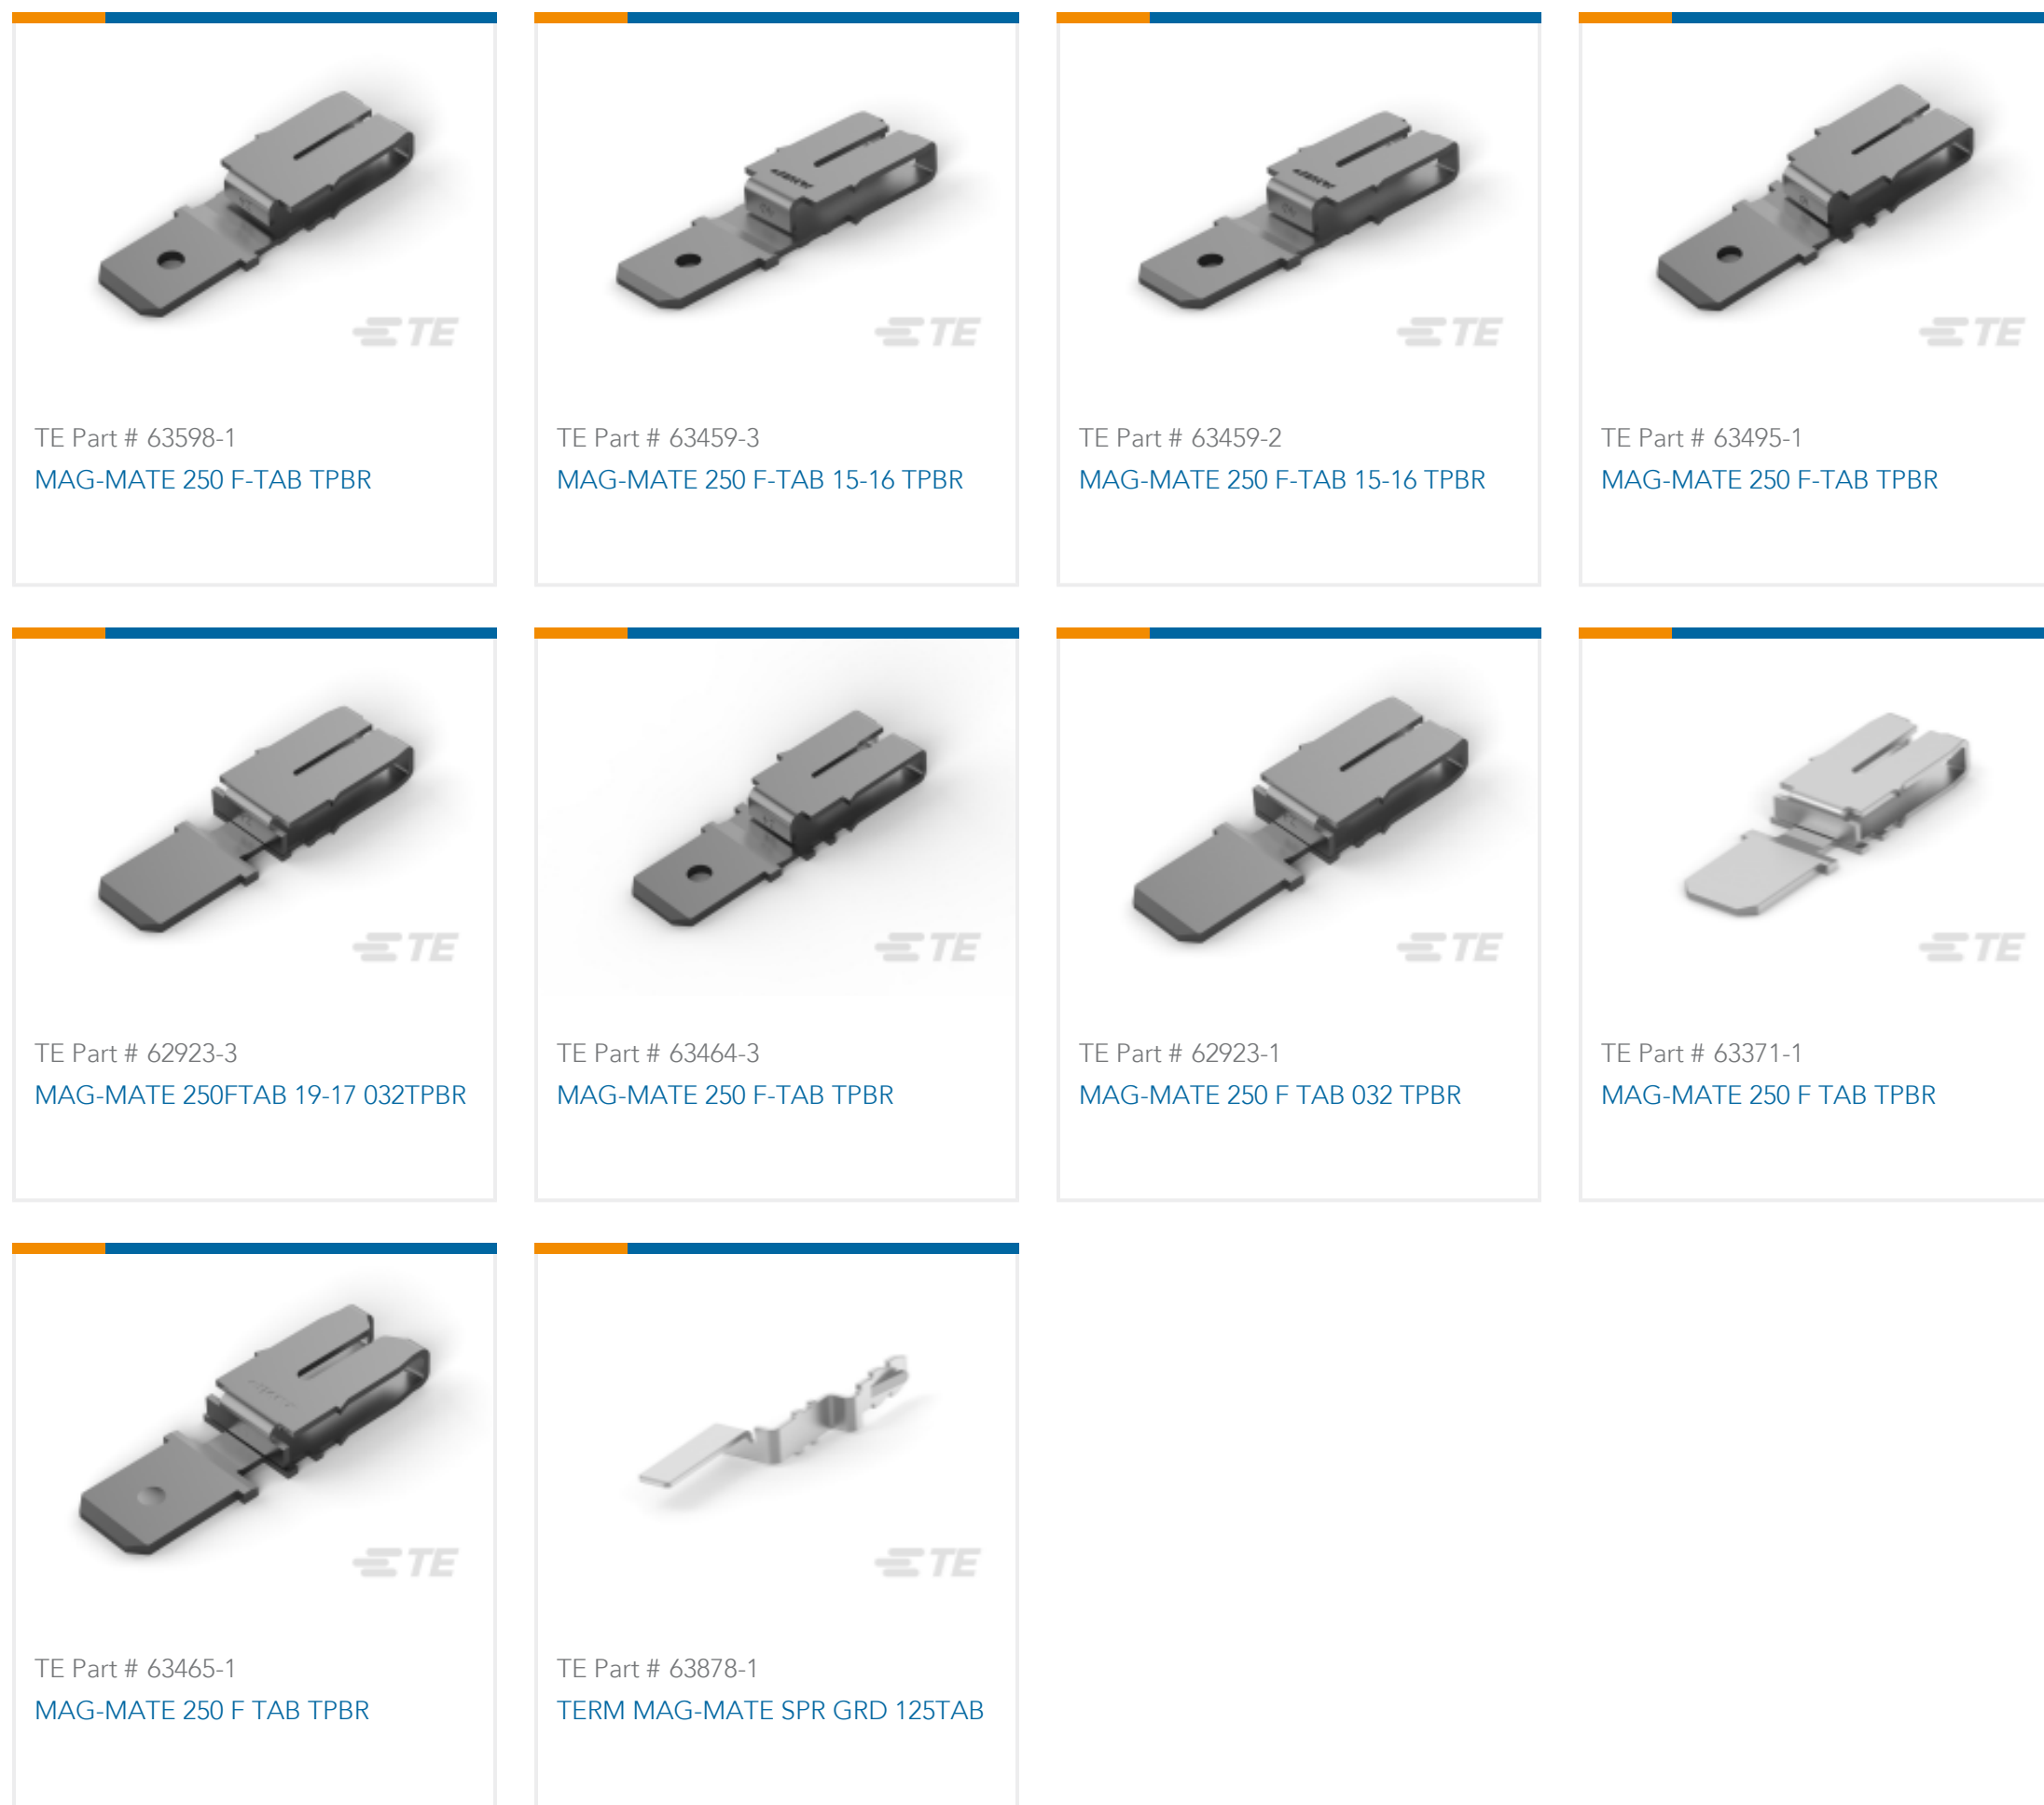 TE
TE
TE
TE
TE Part # 63598-1
MAG-MATE 250 F-TAB TPBR
TE Part # 63459-3
MAG-MATE 250 F-TAB 15-16 TPBR
TE Part # 63459-2
MAG-MATE 250 F-TAB 15-16 TPBR
TE Part # 63495-1
MAG-MATE 250 F-TAB TPBR
TE
TE
TE
TE
TE Part # 62923-3
MAG-MATE 250FTAB 19-17 032TPBR
TE Part # 63464-3
MAG-MATE 250 F-TAB TPBR
TE Part # 62923-1
MAG-MATE 250 F TAB 032 TPBR
TE Part # 63371-1
MAG-MATE 250 F TAB TPBR
TE
TE
TE Part # 63465-1
MAG-MATE 250 F TAB TPBR
TE Part # 63878-1
TERM MAG-MATE SPR GRD 125TAB